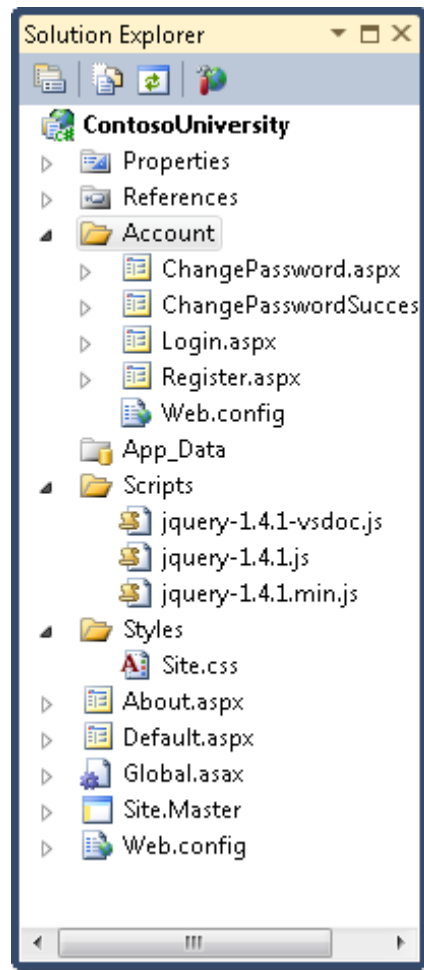 Solution Explorer
ContosoUniversity
Properties
References
Account
ChangePassword.aspx
ChangePasswordSucces
Login.aspx
Register.aspx
Web.config
App_Data
Scripts
jquery-1.4.1-vsdoc.js
jquery-1.4.1.js
jquery-1.4.1.min.js
Styles
Site.css
About.aspx
Default.aspx
Global.asax
Site.Master
Web.config